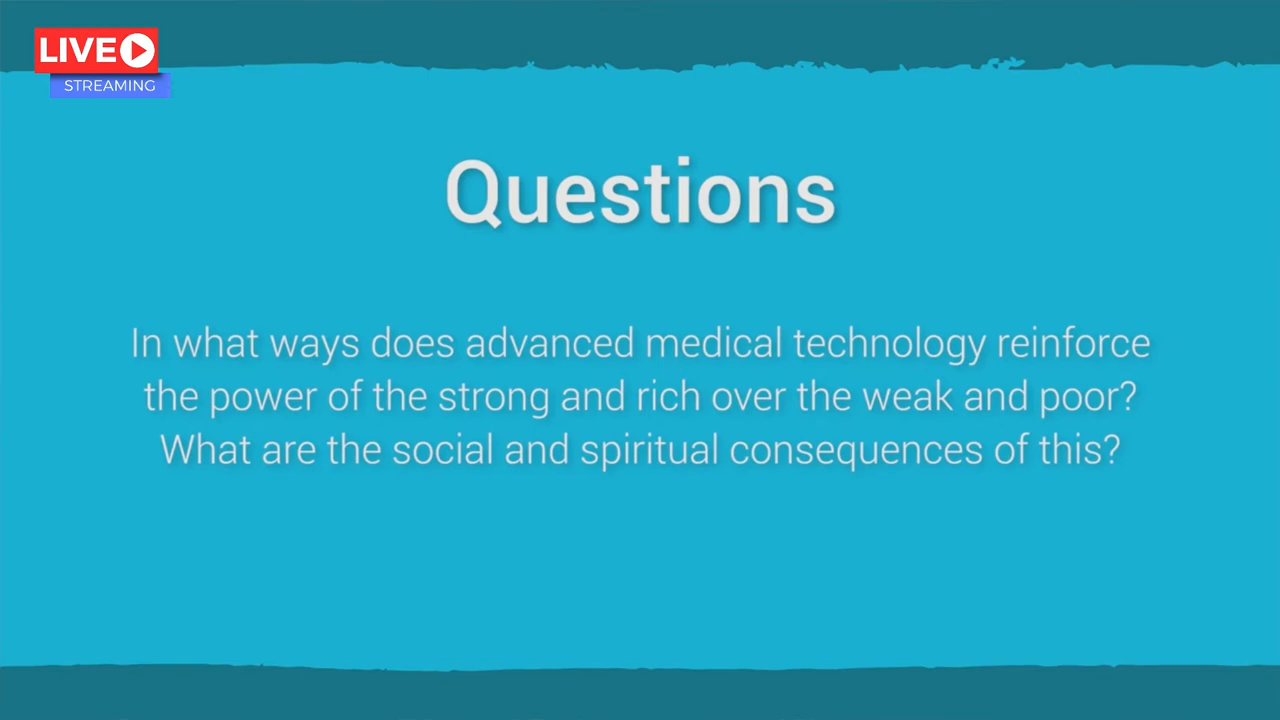 LIVE
STREAMING
Questions
In what ways does advanced medical technology reinforce
the power of the strong and rich over the weak and poor?
What are the social and spiritual consequences of this?